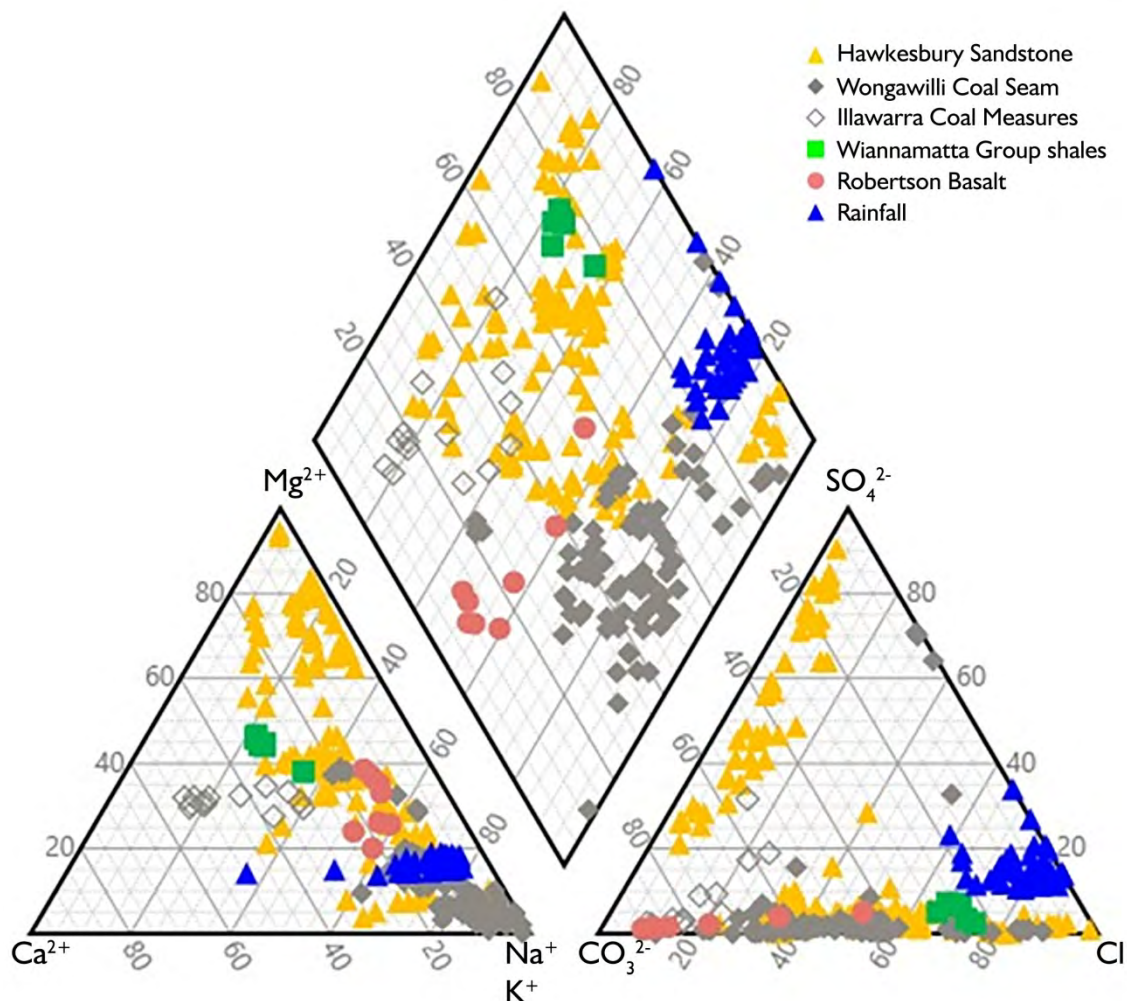 Hawkesbury Sandstone
Wongawilli Coal Seam
Illawarra Coal Measures
Wiannamatta Group shales
Robertson Basalt
Rainfall
80 80
60 60
40 40
20 20
Mg2+ SO42-
80 20 20 80
60 40 40 60
40 60 60 40
20 80 80 20
Ca2+ 80 60 40 20 Na+ CO32- 20 40 60 80 Cl
K+